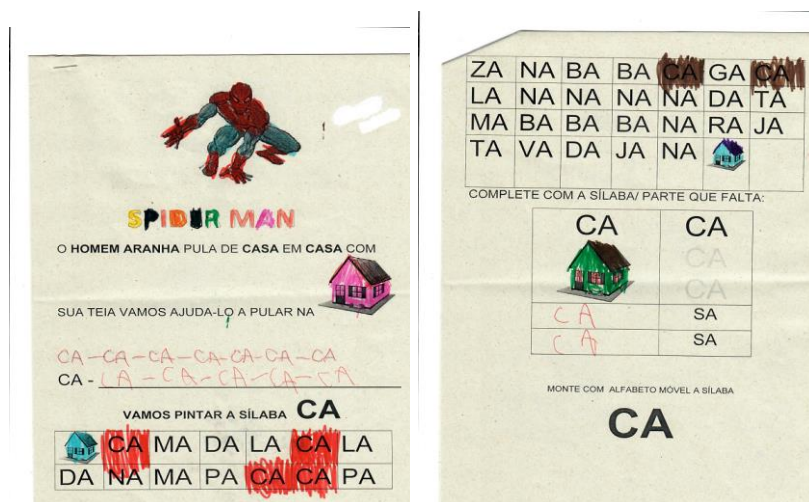 SPIDER MAN
O HOMEM ARANHA PULA DE CASA EM CASA COM
SUA TEIA VAMOS AJUDA-LO A PULAR NA
CA-CA-CA-CA-CA-CA-CA
CA - CA-CA-CA-CA-CA
VAMOS PINTAR A SÍLABA CA
CA MA DA LA CA LA
DA NA MA PA CA CA PA
ZA NA BA BA CA GA CA
LA NA NA NA NA DA TA
MA BA BA BA NA RA JA
TA VA DA JA NA
COMPLETE COM A SÍLABA/ PARTE QUE FALTA:
CA CA
CA
CA
CA SA
CA SA
MONTE COM ALFABETO MÓVEL A SÍLABA
CA